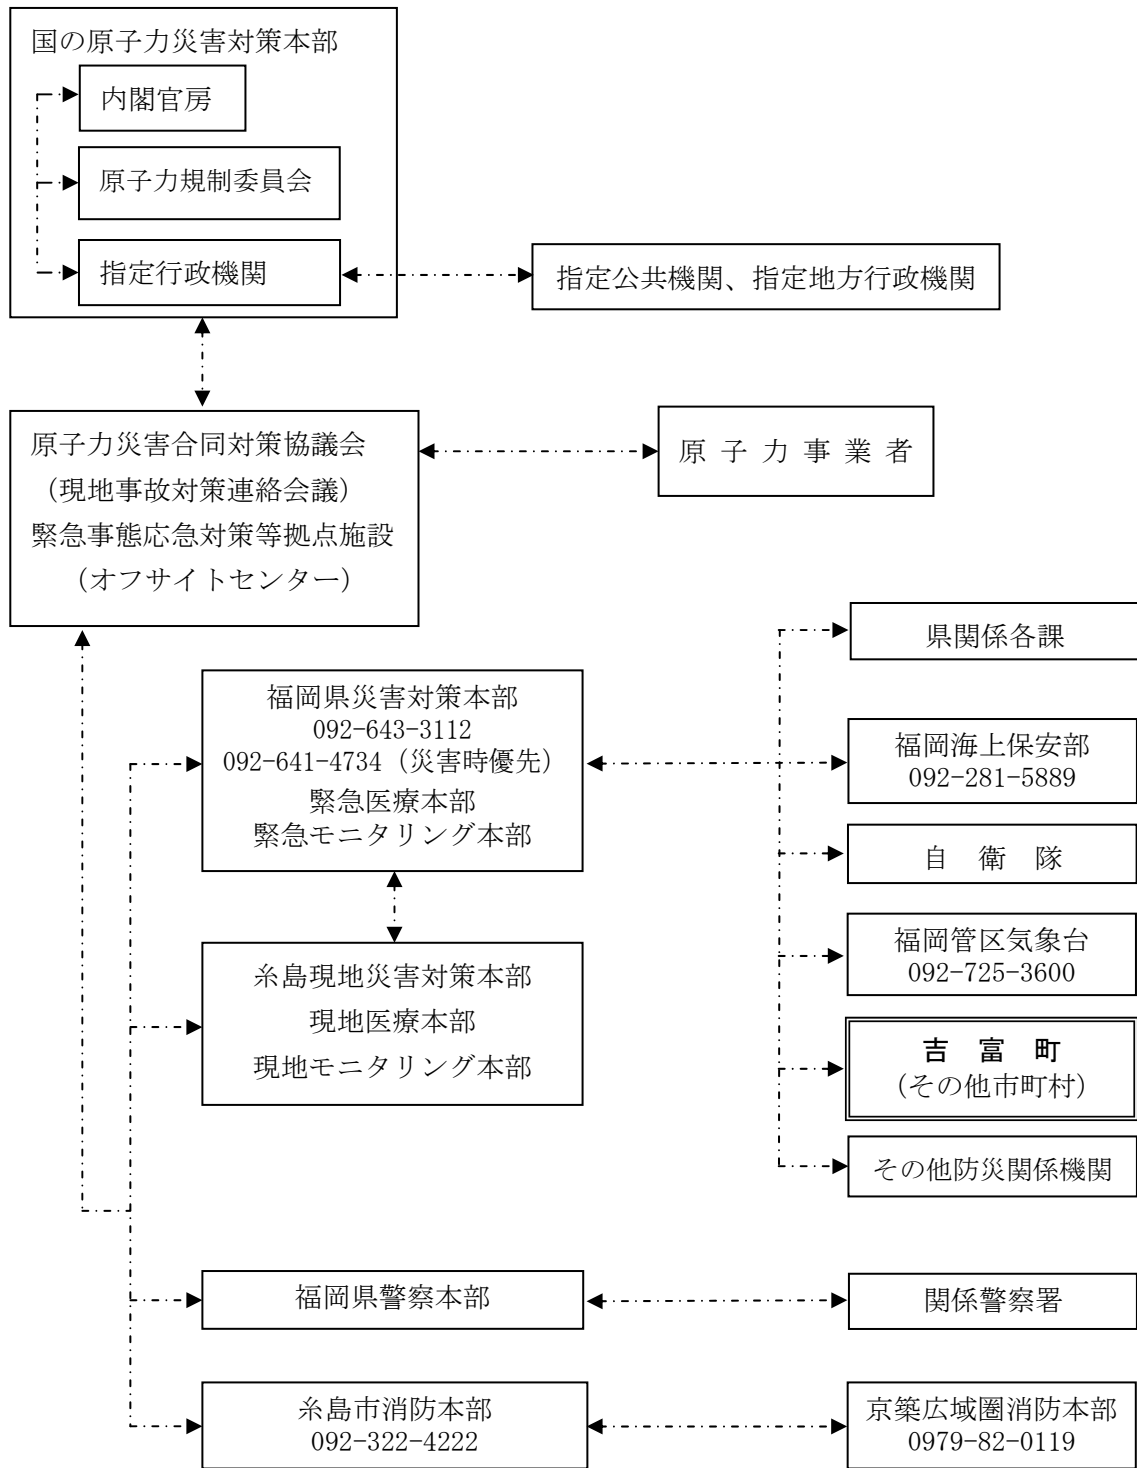 国の原子力災害対策本部
内閣官房
原子力規制委員会
指定行政機関
指定公共機関、指定地方行政機関
原子力災害合同対策協議会
（現地事故対策連絡会議）
緊急事態応急対策等拠点施設
（オフサイトセンター）
原 子 力 事 業 者
福岡県災害対策本部
092-643-3112
092-641-4734（災害時優先）
緊急医療本部
緊急モニタリング本部
糸島現地災害対策本部
現地医療本部
現地モニタリング本部
県関係各課
福岡海上保安部
092-281-5889
自 衛 隊
福岡管区気象台
092-725-3600
吉 富 町
（その他市町村）
その他防災関係機関
福岡県警察本部
関係警察署
糸島市消防本部
092-322-4222
京築広域圏消防本部
0979-82-0119